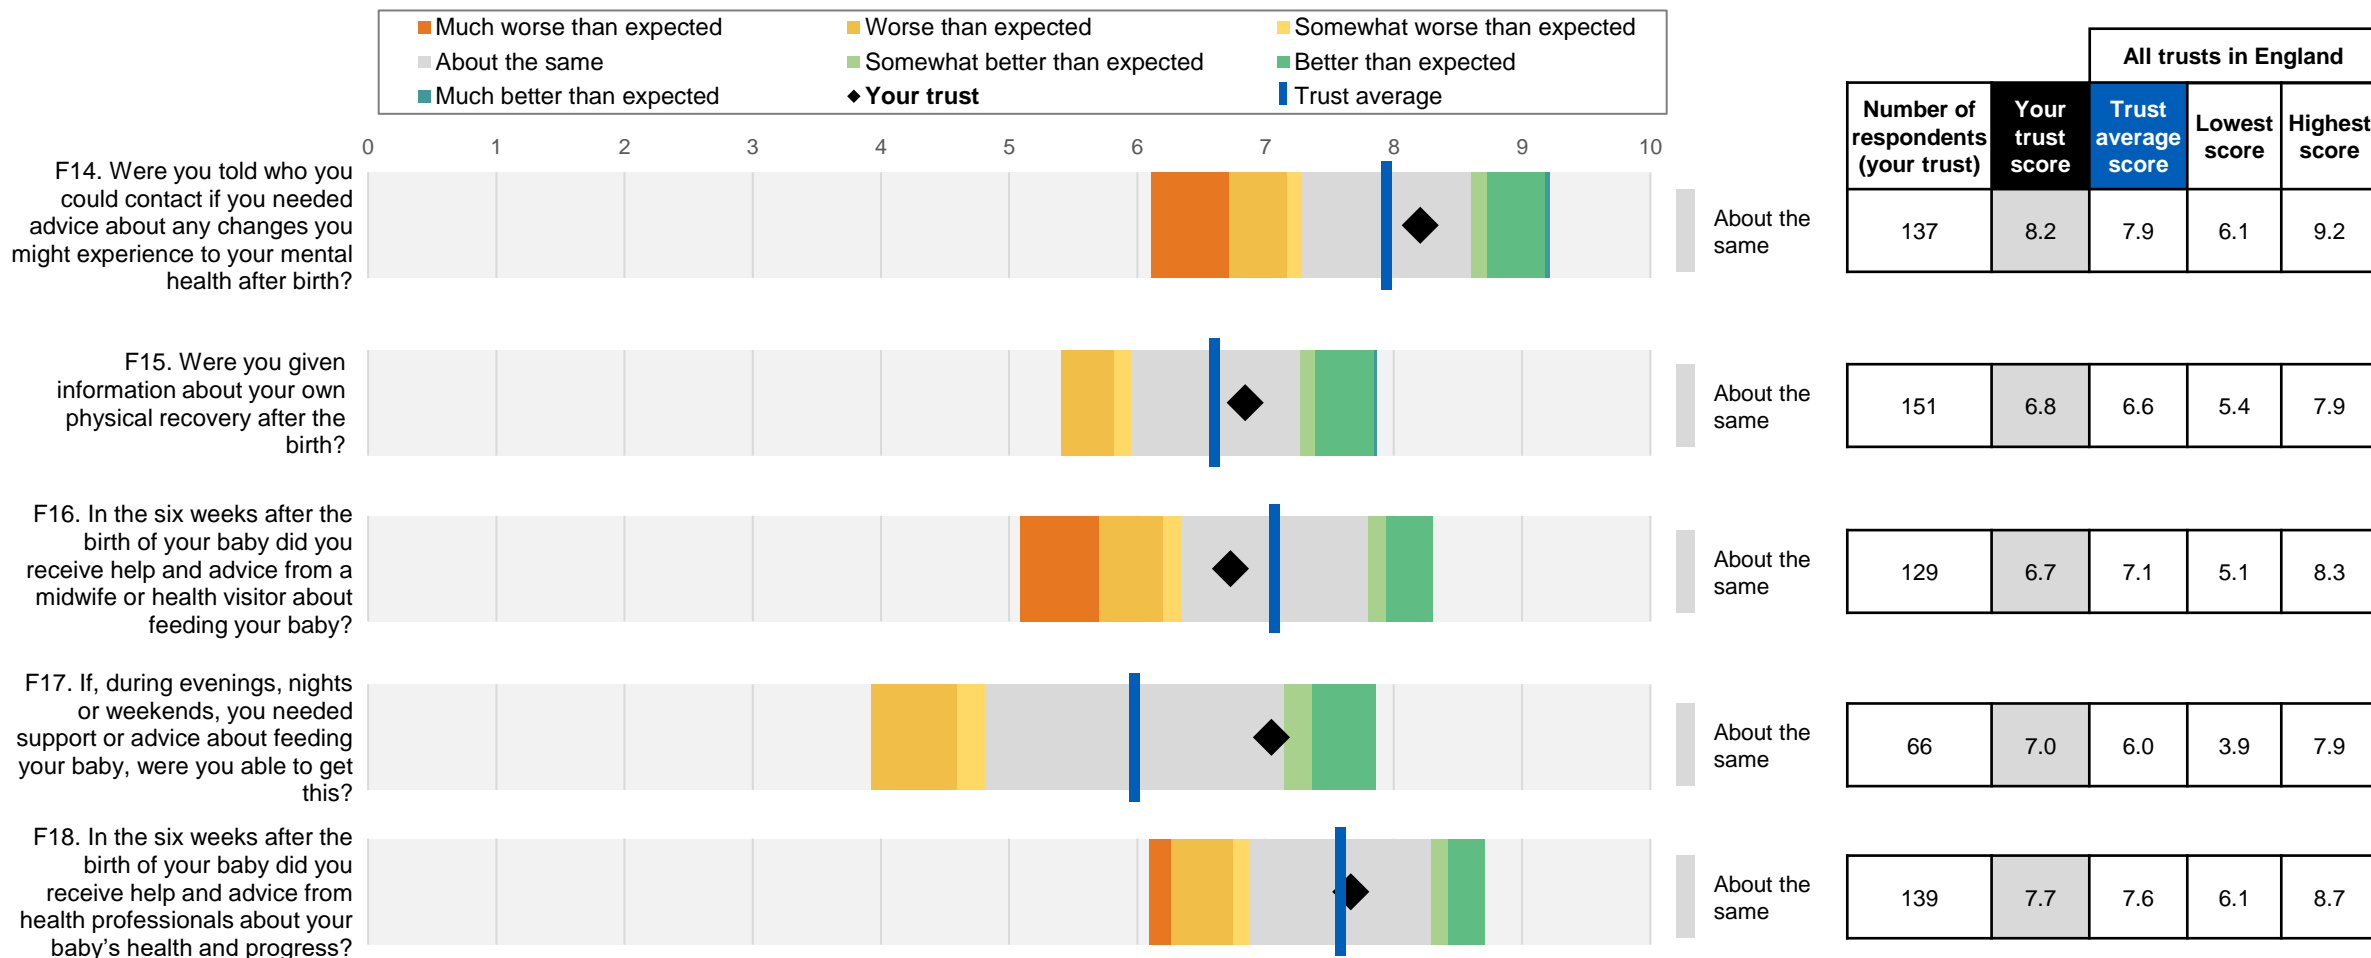 Much worse than expected
Worse than expected
Somewhat worse than expected
About the same
Somewhat better than expected
Better than expected
Much better than expected
Your trust
Trust average
All trusts in England
Number of
respondents
(your trust)
Your
trust
score
Trust
average
score
Lowest
score
Highest
score
0 1 2 3 4 5 6 7 8 9 10
F14. Were you told who you
could contact if you needed
advice about any changes you
might experience to your mental
health after birth?
About the
same
137 8.2 7.9 6.1 9.2
F15. Were you given
information about your own
physical recovery after the
birth?
About the
same
151 6.8 6.6 5.4 7.9
F16. In the six weeks after the
birth of your baby did you
receive help and advice from a
midwife or health visitor about
feeding your baby?
About the
same
129 6.7 7.1 5.1 8.3
F17. If, during evenings, nights
or weekends, you needed
support or advice about feeding
your baby, were you able to get
this?
About the
same
66 7.0 6.0 3.9 7.9
F18. In the six weeks after the
birth of your baby did you
receive help and advice from
health professionals about your
baby’s health and progress?
About the
same
139 7.7 7.6 6.1 8.7